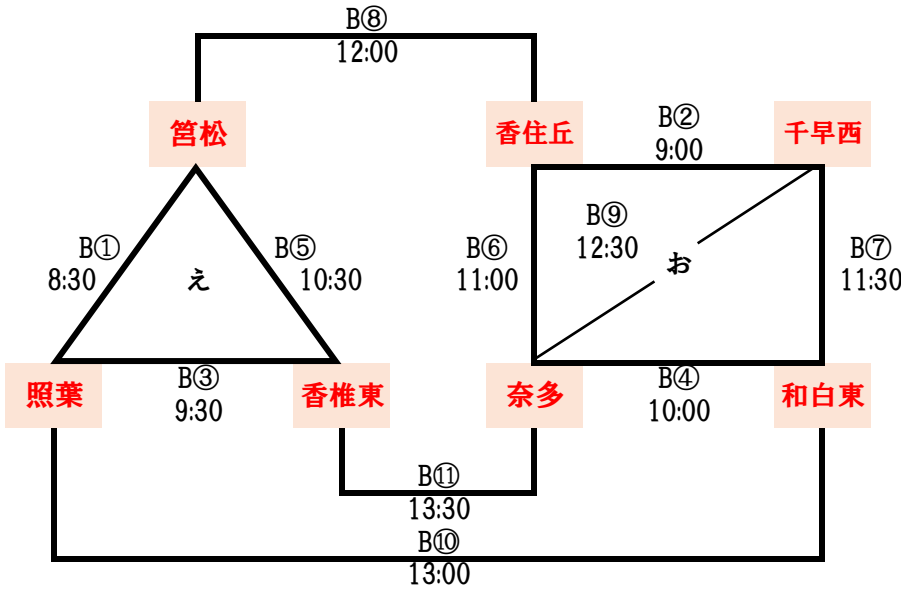 B⑧
12:00
筥松
香住丘
B②
9:00
千早西
B①
8:30
え
B⑤
10:30
B⑥
11:00
B⑨
12:30
お
B⑦
11:30
照葉
B③
9:30
香椎東
奈多
B④
10:00
和白東
B⑪
13:30
B⑩
13:00